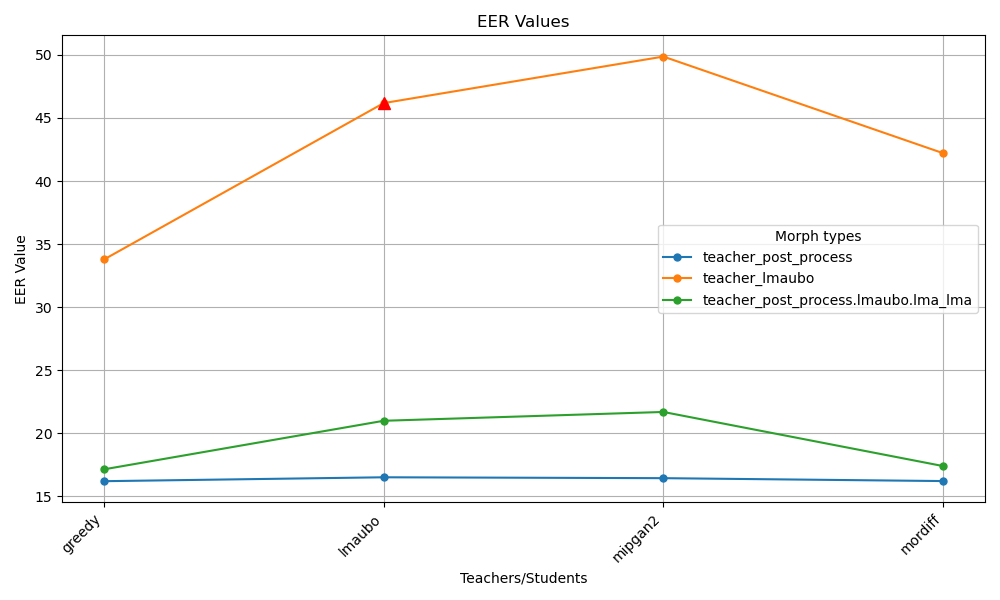 EER Values
50
45
40
35
30
25
20
15
EER Value
Morph types
teacher_post_process
teacher_lmaubo
teacher_post_process.lmaubo.lma_lma
greedy
lmaubo
mipgan2
mordiff
Teachers/Students